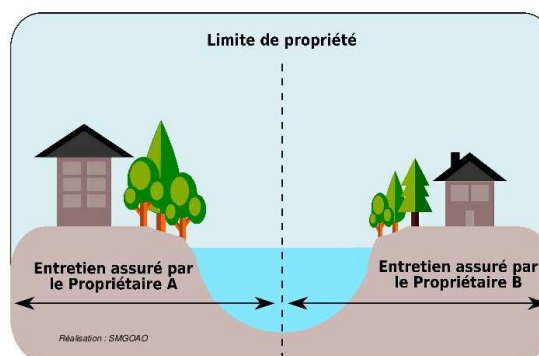 Limite de propriété
Entretien assuré par
le Propriétaire A
Entretien assuré par
le Propriétaire B
Réalisation : SMGOAO